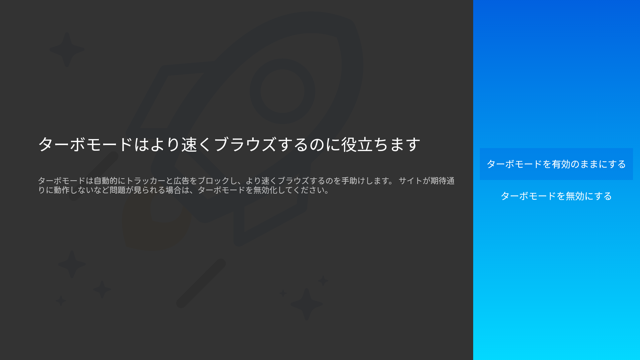 ターボモードはより速くブラウズするのに役立ちます
ターボモードは自動的にトラッカーと広告をブロックし、より速くブラウズするのを手助けします。 サイトが期待通
りに動作しないなど問題が見られる場合は、ターボモードを無効化してください。
ターボモードを有効のままにする
ターボモードを無効にする